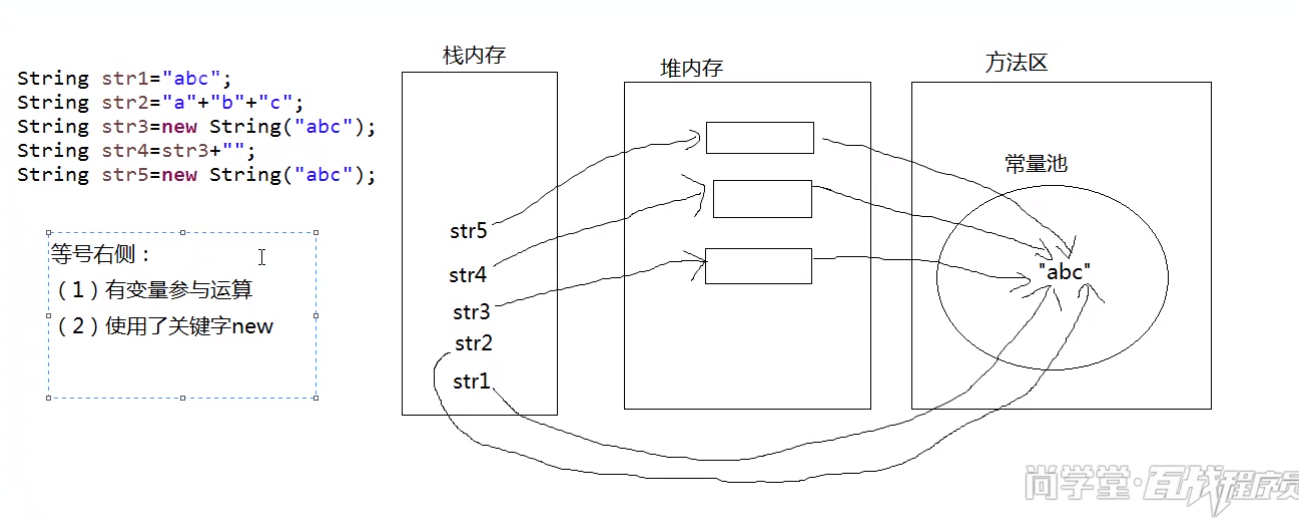 String str1="abc";
String str2="a"+"b"+"c";
String str3=new String("abc");
String str4=str3+"";
String str5=new String("abc");
等号右侧：
（1）有变量参与运算
（2）使用了关键字new
栈内存
str5
str4
str3
str2
str1
堆内存
方法区
常量池
"abc"
尚学堂·百战程序员